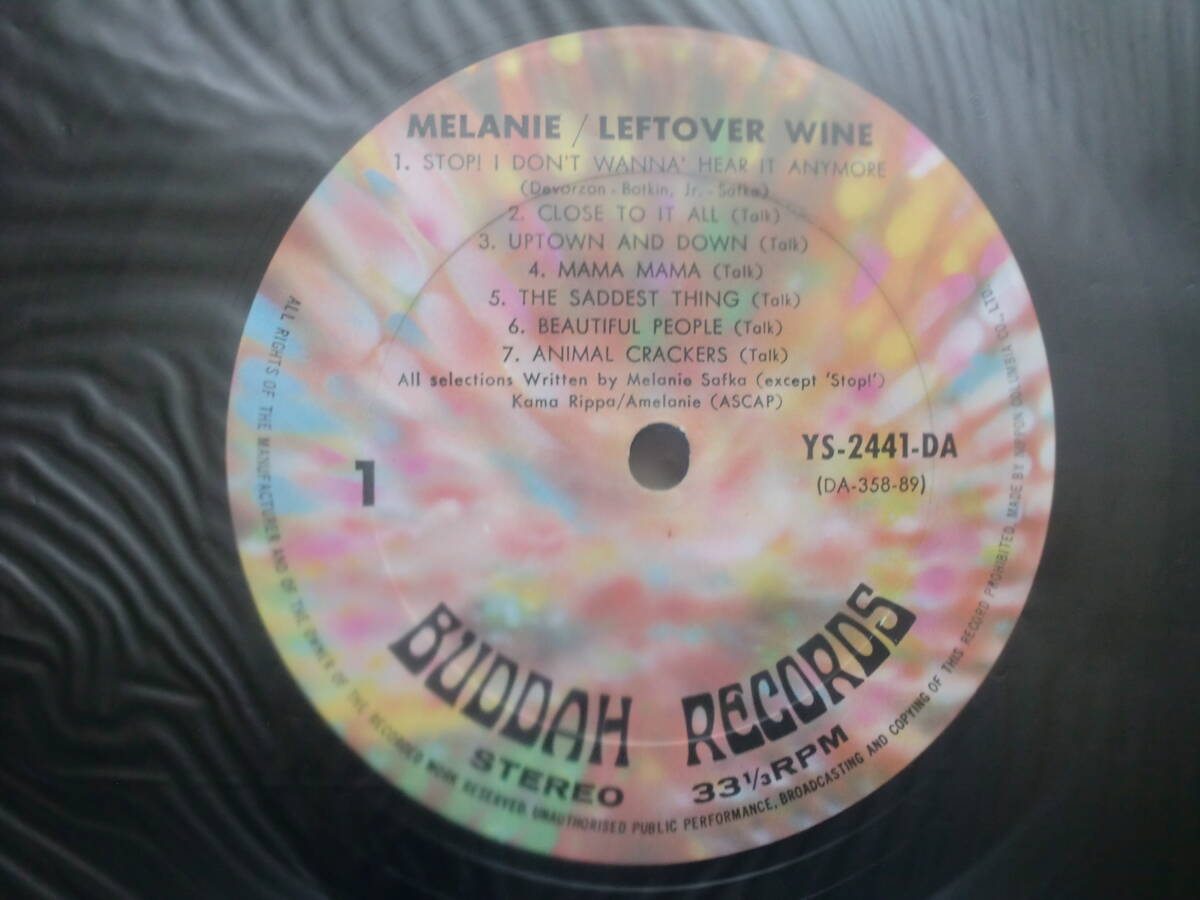 MELANIE / LEFTOVER WINE
1. STOP! I DON'T WANNA' HEAR IT ANYMORE
(Devorzon - Botkin, Jr. - Safka)
2. CLOSE TO IT ALL (Talk)
3. UPTOWN AND DOWN (Talk)
4. MAMA MAMA (Talk)
5. THE SADDEST THING (Talk)
6. BEAUTIFUL PEOPLE (Talk)
7. ANIMAL CRACKERS (Talk)
All selections Written by Melanie Safka (except 'Stop!')
Kama Rippa/Amelanie (ASCAP)
1
YS-2441-DA
(DA-358-89)
BUDDAH RECORDS
STEREO 33⅓RPM
ALL RIGHTS OF THE MANUFACTURER AND OF THE OWNER OF THE RECORDED WORK RESERVED. UNAUTHORISED PUBLIC PERFORMANCE, BROADCASTING AND COPYING OF THIS RECORD PROHIBITED. MADE BY NIPPON COLUMBIA CO., LTD.